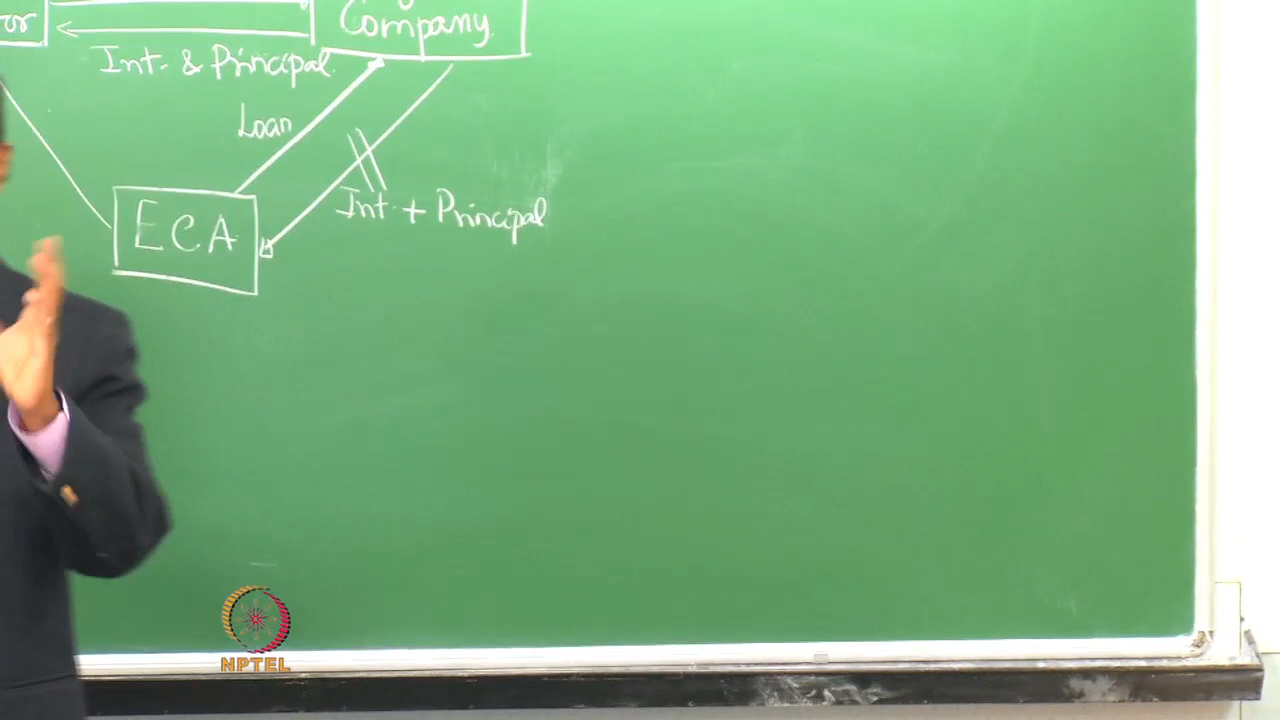 or
Company
Int. & Principal
Loan
Int. + Principal
ECA
NPTEL